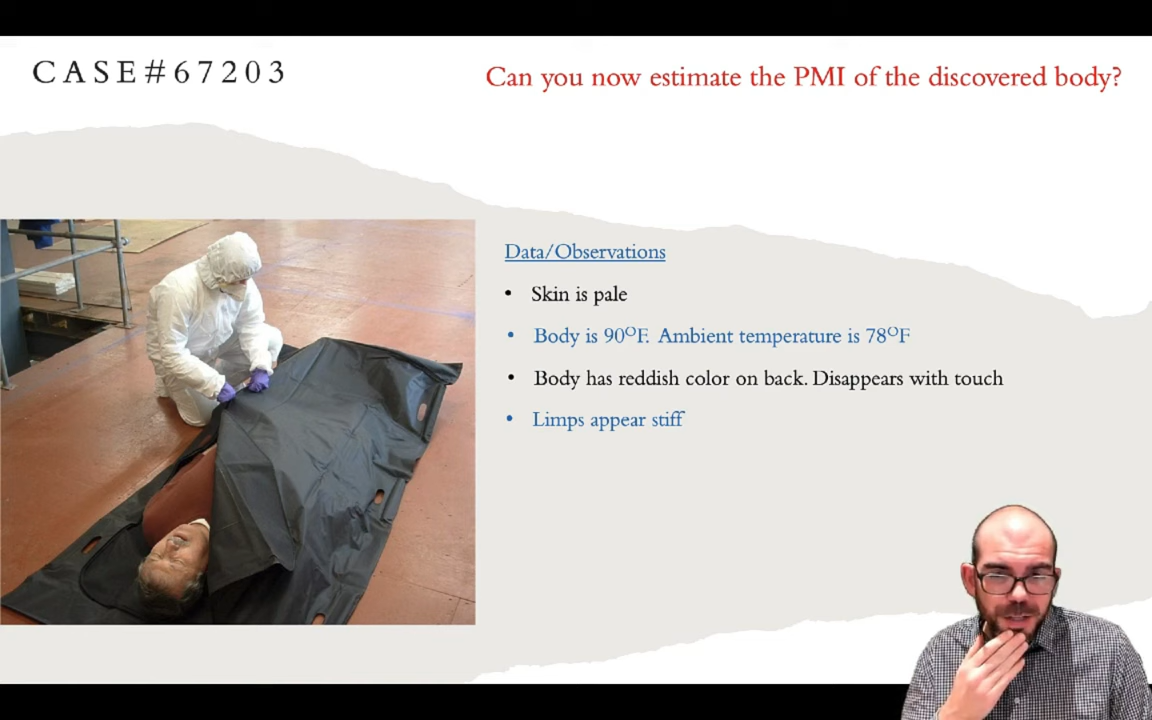 CASE#67203
Can you now estimate the PMI of the discovered body?
Data/Observations
• Skin is pale
• Body is 90ᴼF. Ambient temperature is 78ᴼF
• Body has reddish color on back. Disappears with touch
• Limps appear stiff